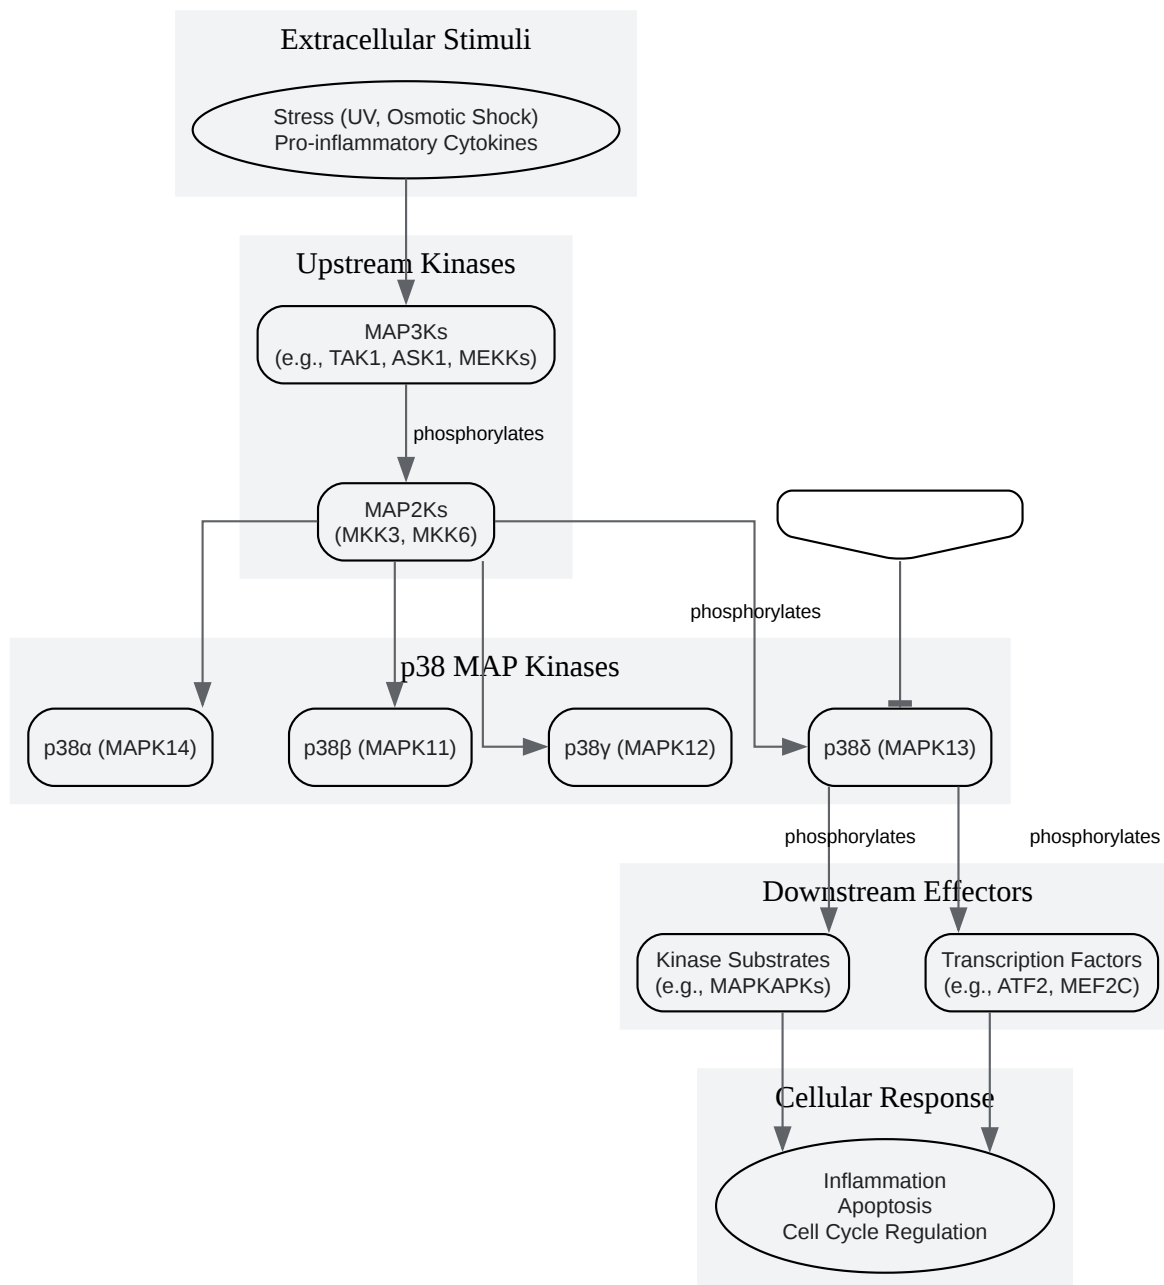 Extracellular Stimuli
Stress (UV, Osmotic Shock)
Pro-inflammatory Cytokines
Upstream Kinases
MAP3Ks
(e.g., TAK1, ASK1, MEKKs)
phosphorylates
MAP2Ks
(MKK3, MKK6)
phosphorylates
p38 MAP Kinases
p38α (MAPK14)
p38β (MAPK11)
p38γ (MAPK12)
p38δ (MAPK13)
phosphorylates
phosphorylates
Downstream Effectors
Kinase Substrates
(e.g., MAPKAPKs)
Transcription Factors
(e.g., ATF2, MEF2C)
Cellular Response
Inflammation
Apoptosis
Cell Cycle Regulation